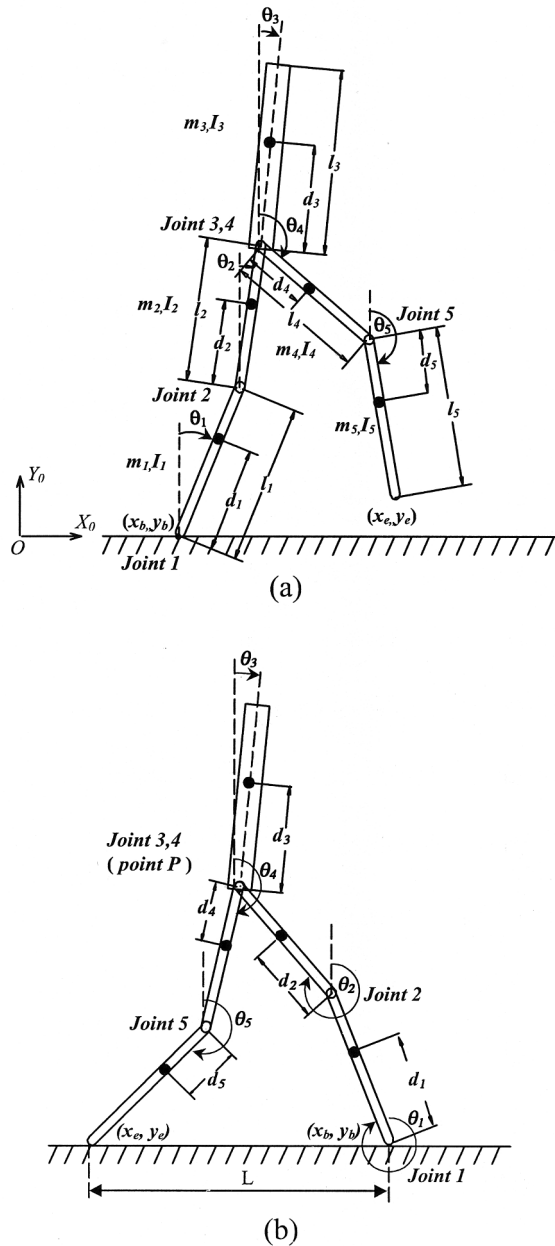 θ3
m3,I3
l3
d3
Joint 3,4
θ4
θ2
d4
l4
m2,I2
l2
d2
m4,I4
θ5
Joint 5
d5
l5
Joint 2
m5,I5
θ1
m1,I1
d1
l1
(xb,yb)
(xe,ye)
Y0
X0
O
Joint 1
(a)
θ3
d3
Joint 3,4
( point P )
θ4
d4
d2
θ2
Joint 2
Joint 5
θ5
d5
d1
(xe, ye)
(xb, yb)
θ1
Joint 1
L
(b)